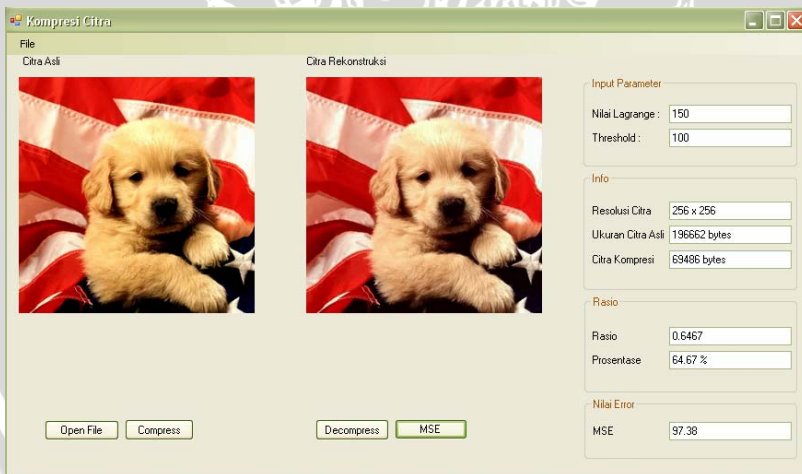 Kompresi Citra
File
Citra Asli
Citra Rekonstruksi
Input Parameter
Nilai Lagrange : 150
Threshold : 100
Info
Resolusi Citra 256 x 256
Ukuran Citra Asli 196662 bytes
Citra Kompresi 69486 bytes
Rasio
Rasio 0.6467
Prosentase 64.67 %
Nilai Error
MSE 97.38
Open File Compress Decompress MSE